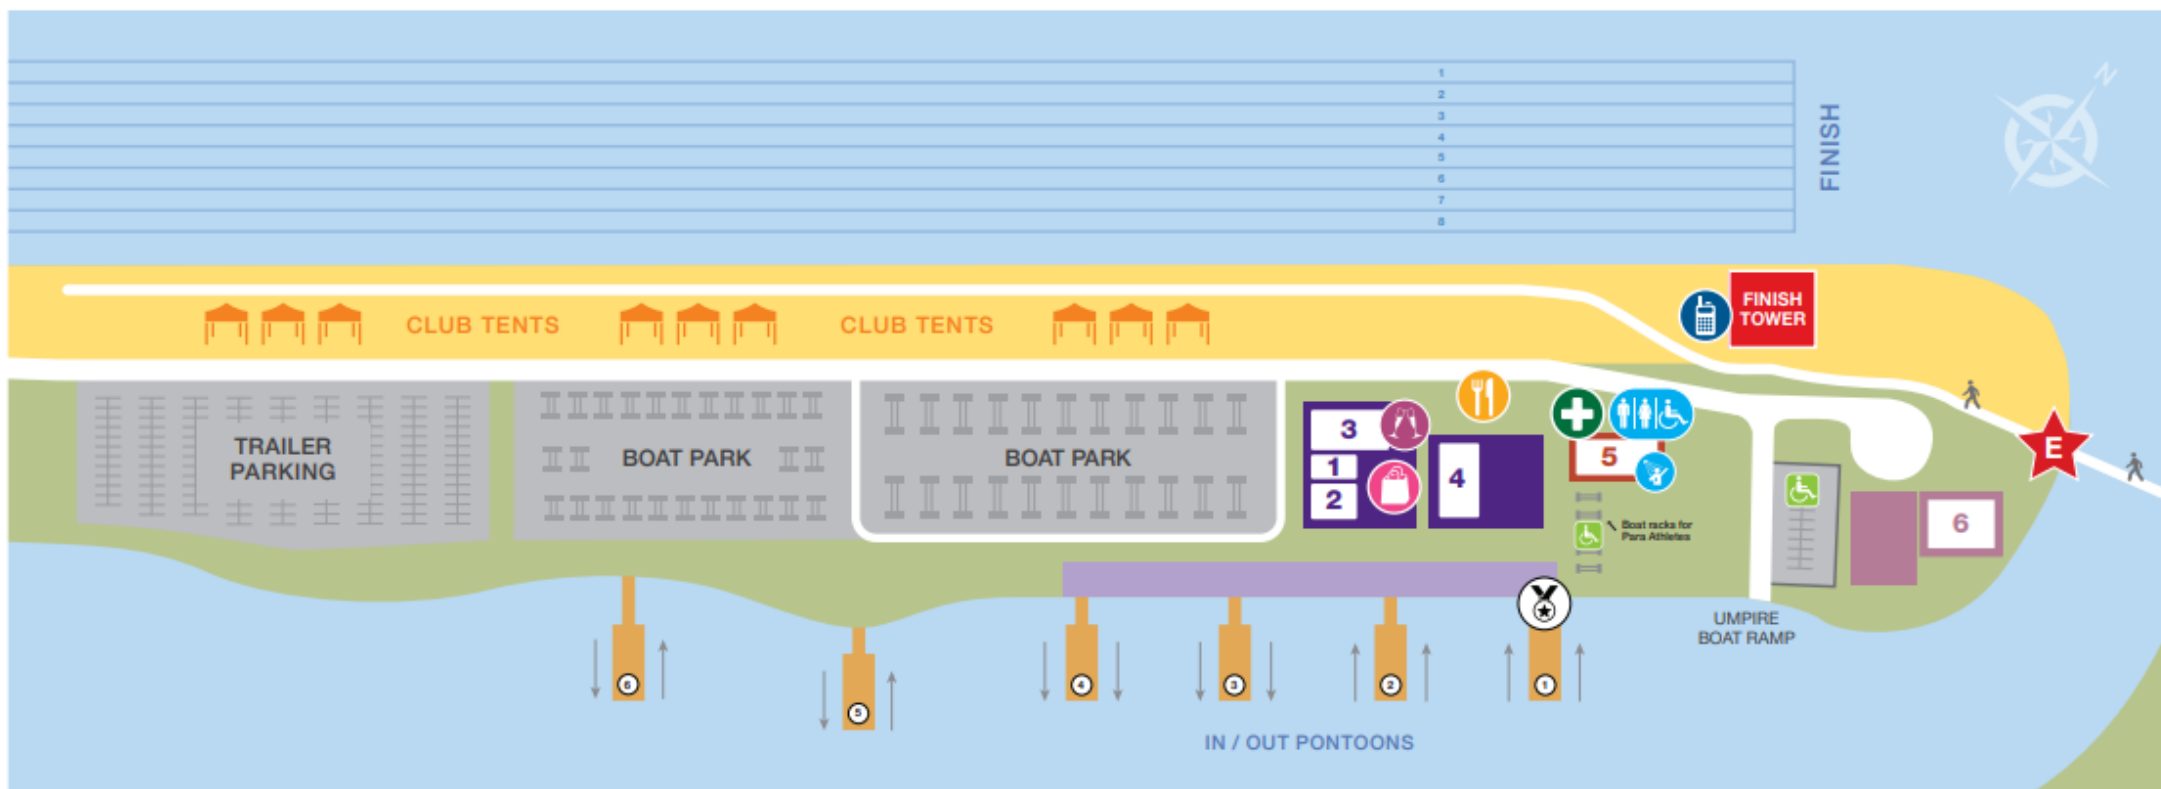 1
2
3
4
5
6
7
8
FINISH
N
FINISH
TOWER
CLUB TENTS
CLUB TENTS
TRAILER
PARKING
BOAT PARK
BOAT PARK
3
1
2
4
5
E
6
Boat racks for
Para Athletes
UMPIRE
BOAT RAMP
6
5
4
3
2
1
IN / OUT PONTOONS